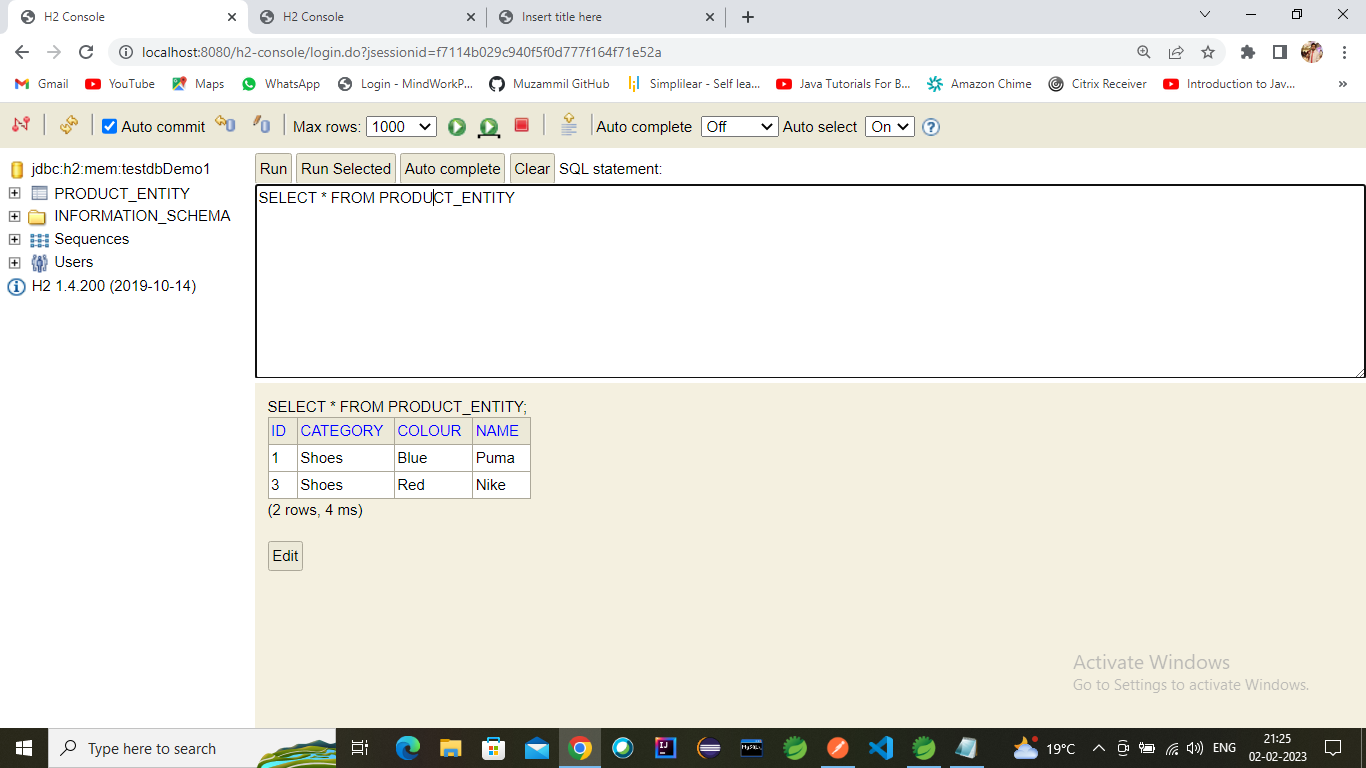 H2 Console
H2 Console
Insert title here
localhost:8080/h2-console/login.do?jsessionid=f7114b029c940f5f0d777f164f71e52a
Gmail YouTube Maps WhatsApp Login - MindWorkP... Muzammil GitHub Simplilear - Self lea... Java Tutorials For B... Amazon Chime Citrix Receiver Introduction to Jav... »
Auto commit Max rows: 1000 Auto complete Off Auto select On
Run Run Selected Auto complete Clear SQL statement:
jdbc:h2:mem:testdbDemo1
PRODUCT_ENTITY
INFORMATION_SCHEMA
Sequences
Users
H2 1.4.200 (2019-10-14)
SELECT * FROM PRODUCT_ENTITY
SELECT * FROM PRODUCT_ENTITY;
ID CATEGORY COLOUR NAME
1 Shoes Blue Puma
3 Shoes Red Nike
(2 rows, 4 ms)
Edit
Activate Windows
Go to Settings to activate Windows.
Type here to search
19°C
ENG
21:25
02-02-2023